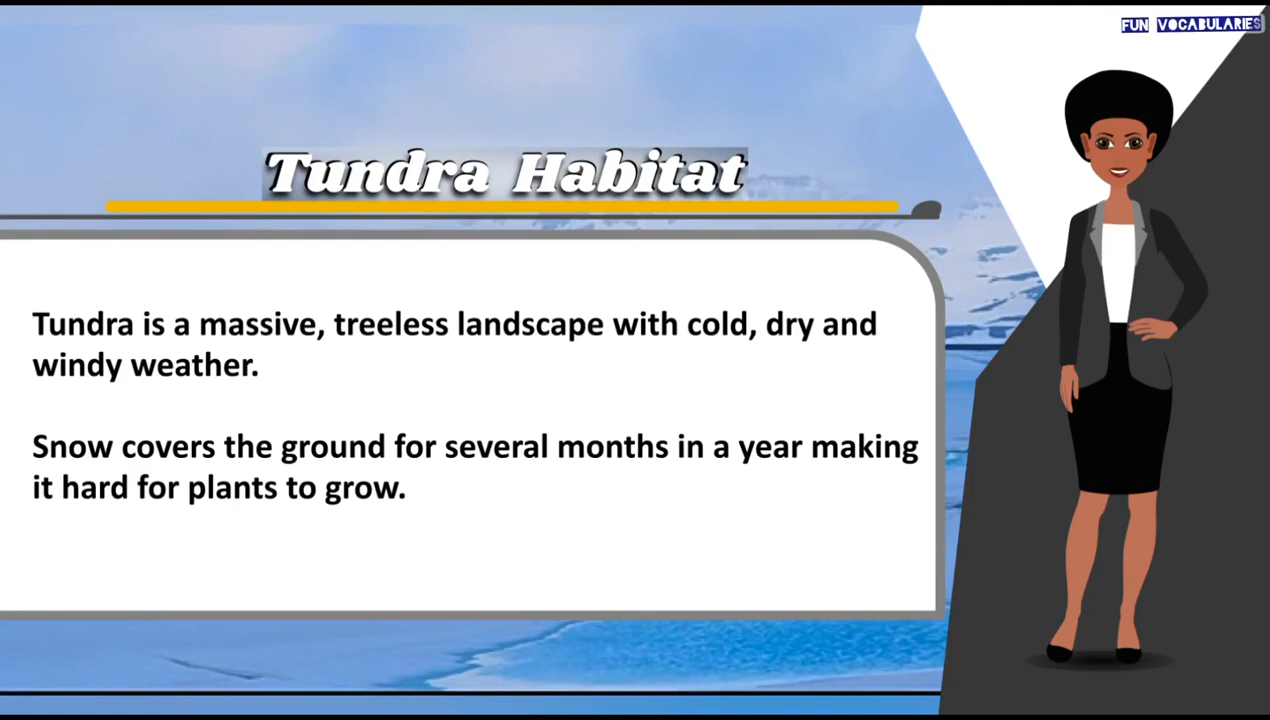 FUN VOCABULARIES
Tundra Habitat
Tundra is a massive, treeless landscape with cold, dry and
windy weather.
Snow covers the ground for several months in a year making
it hard for plants to grow.